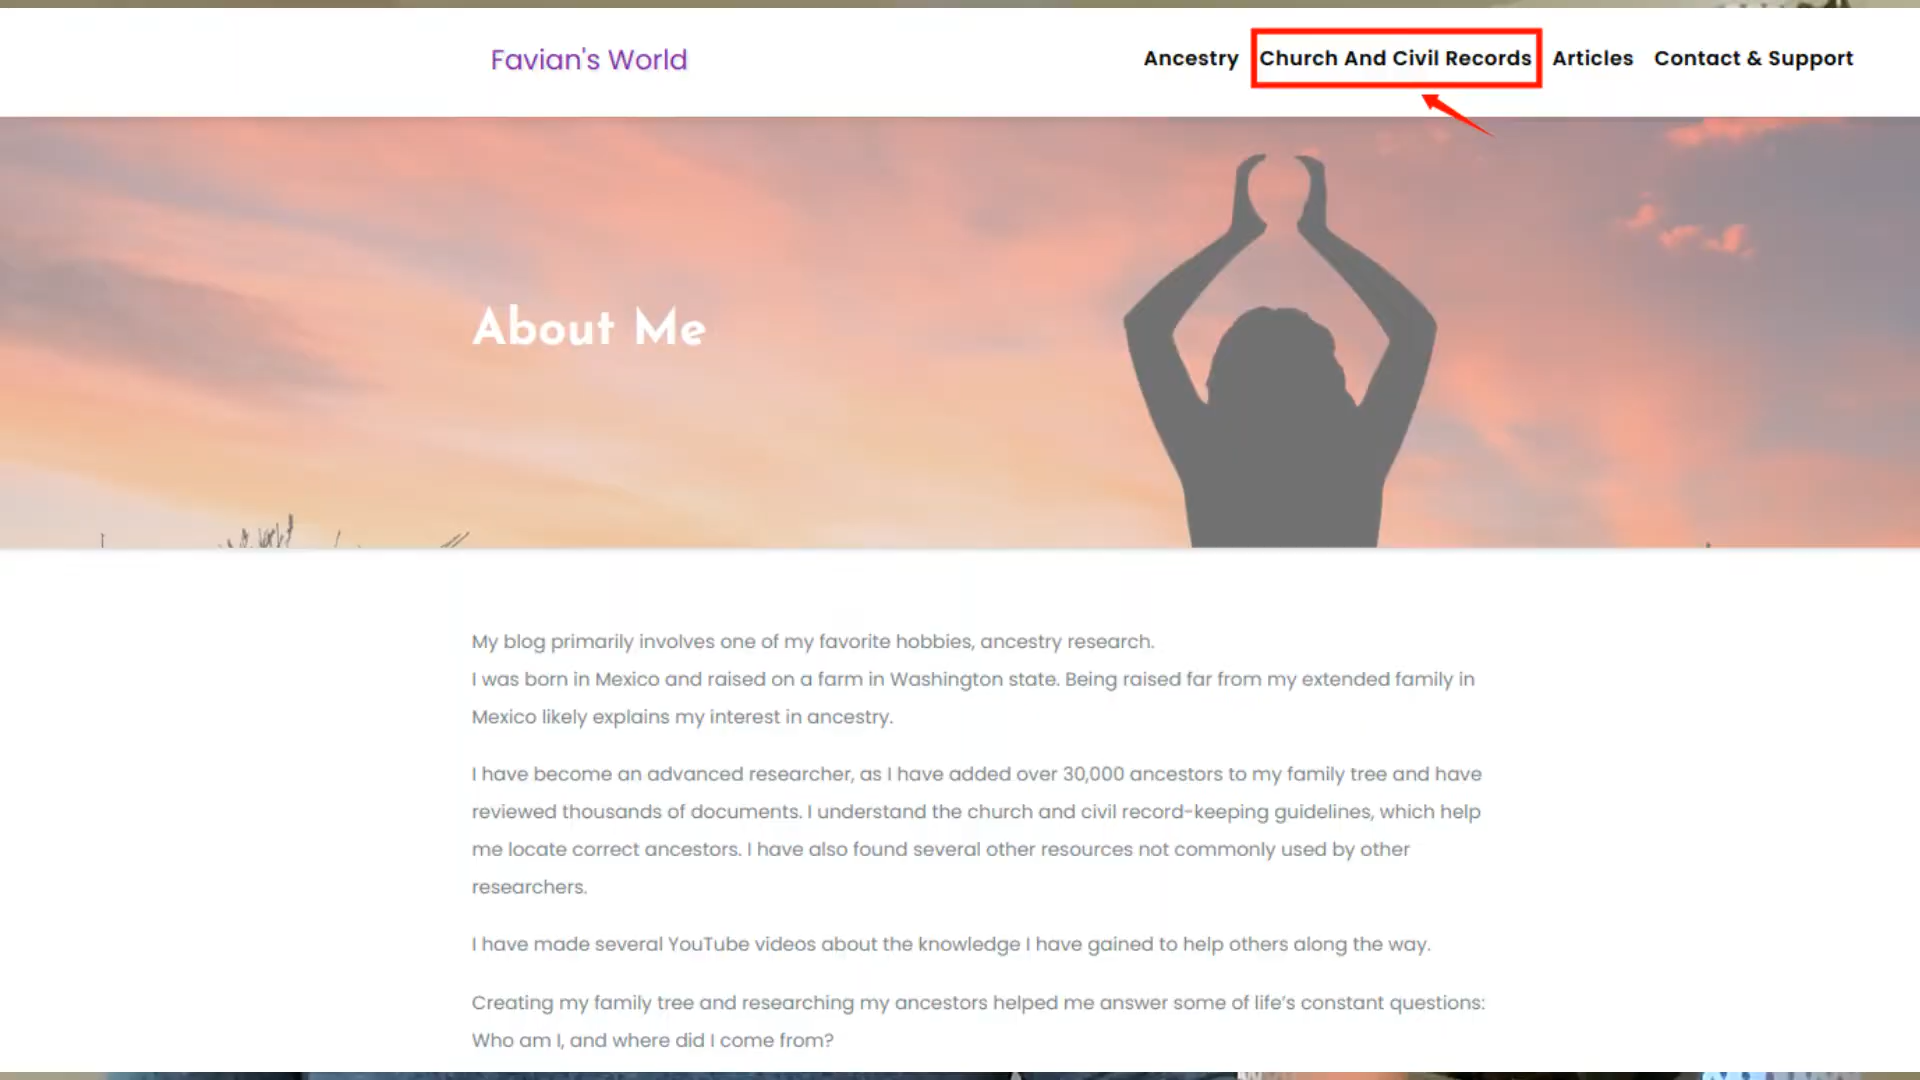 Favian's World
Ancestry Church And Civil Records Articles Contact & Support
About Me
My blog primarily involves one of my favorite hobbies, ancestry research.
I was born in Mexico and raised on a farm in Washington state. Being raised far from my extended family in
Mexico likely explains my interest in ancestry.
I have become an advanced researcher, as I have added over 30,000 ancestors to my family tree and have
reviewed thousands of documents. I understand the church and civil record-keeping guidelines, which help
me locate correct ancestors. I have also found several other resources not commonly used by other
researchers.
I have made several YouTube videos about the knowledge I have gained to help others along the way.
Creating my family tree and researching my ancestors helped me answer some of life's constant questions:
Who am I, and where did I come from?